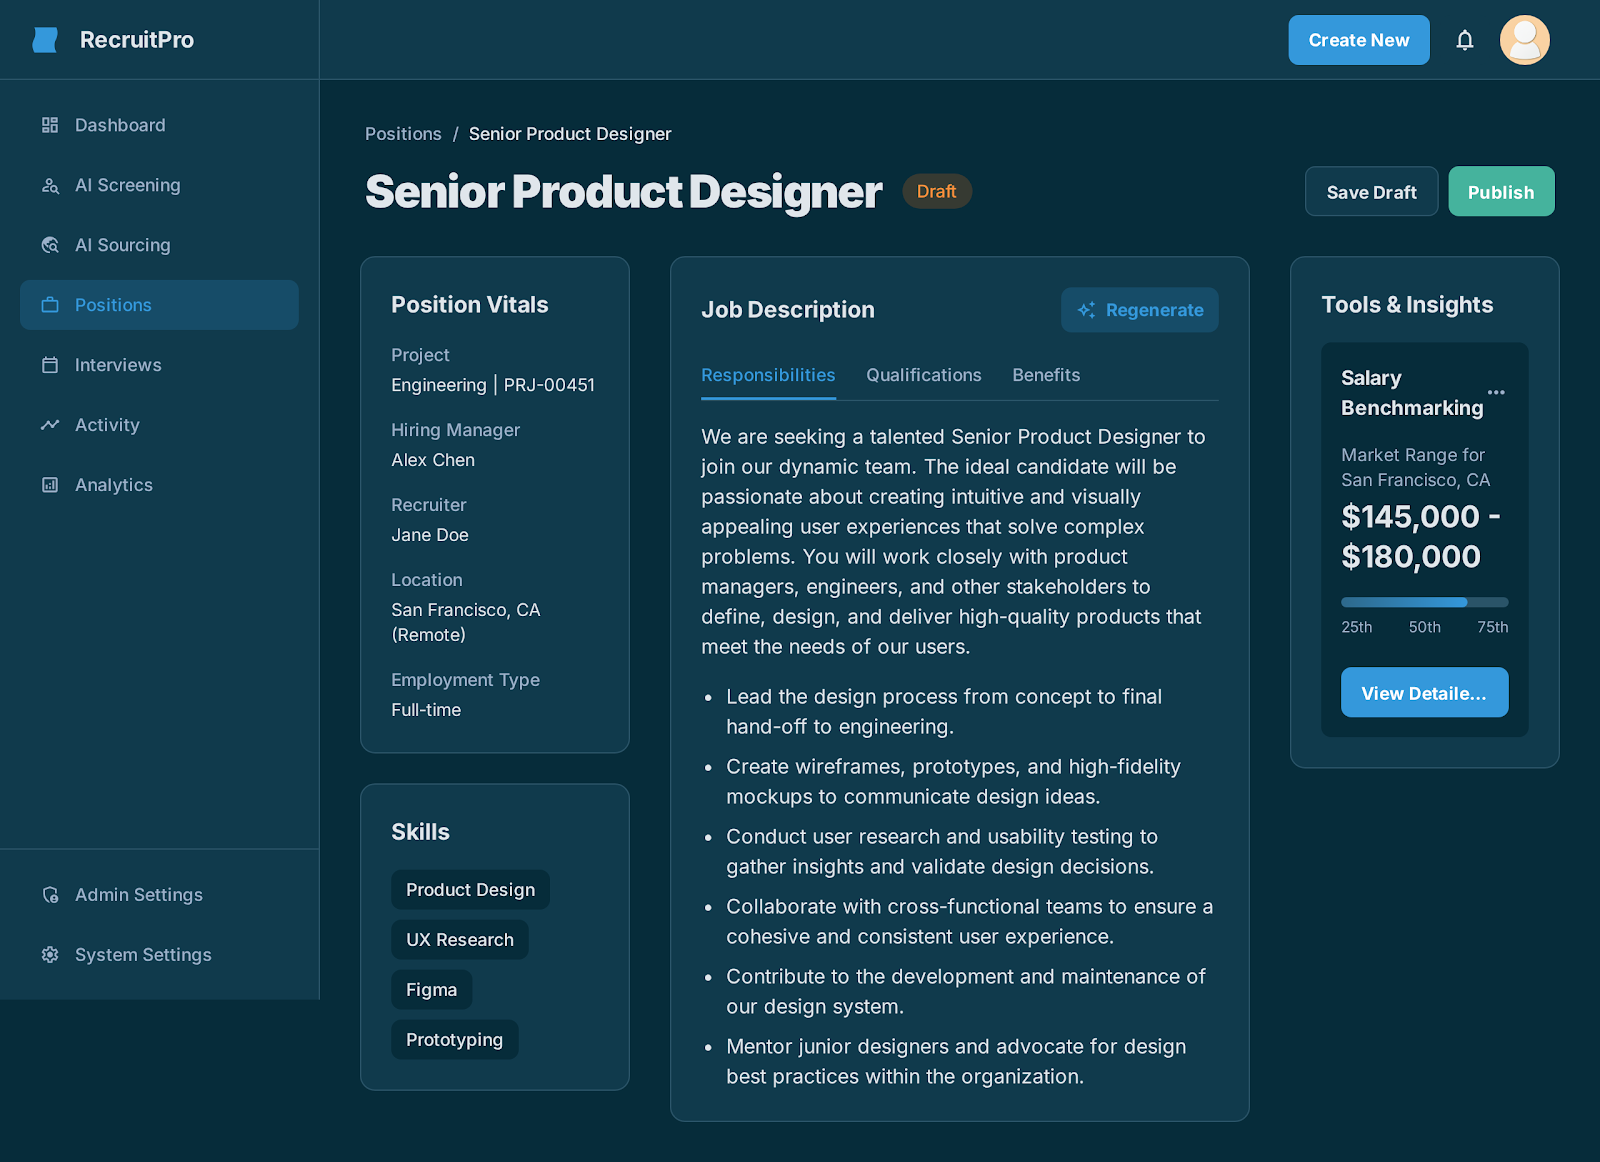 RecruitPro
Create New
Dashboard
AI Screening
AI Sourcing
Positions
Interviews
Activity
Analytics
Admin Settings
System Settings
Positions / Senior Product Designer
Senior Product Designer
Draft
Save Draft
Publish
Position Vitals
Project
Engineering | PRJ-00451
Hiring Manager
Alex Chen
Recruiter
Jane Doe
Location
San Francisco, CA
(Remote)
Employment Type
Full-time
Skills
Product Design
UX Research
Figma
Prototyping
Job Description
Regenerate
Responsibilities
Qualifications
Benefits
We are seeking a talented Senior Product Designer to
join our dynamic team. The ideal candidate will be
passionate about creating intuitive and visually
appealing user experiences that solve complex
problems. You will work closely with product
managers, engineers, and other stakeholders to
define, design, and deliver high-quality products that
meet the needs of our users.
• Lead the design process from concept to final
hand-off to engineering.
• Create wireframes, prototypes, and high-fidelity
mockups to communicate design ideas.
• Conduct user research and usability testing to
gather insights and validate design decisions.
• Collaborate with cross-functional teams to ensure a
cohesive and consistent user experience.
• Contribute to the development and maintenance of
our design system.
• Mentor junior designers and advocate for design
best practices within the organization.
Tools & Insights
Salary
Benchmarking
Market Range for
San Francisco, CA
$145,000 -
$180,000
25th
50th
75th
View Detaile...